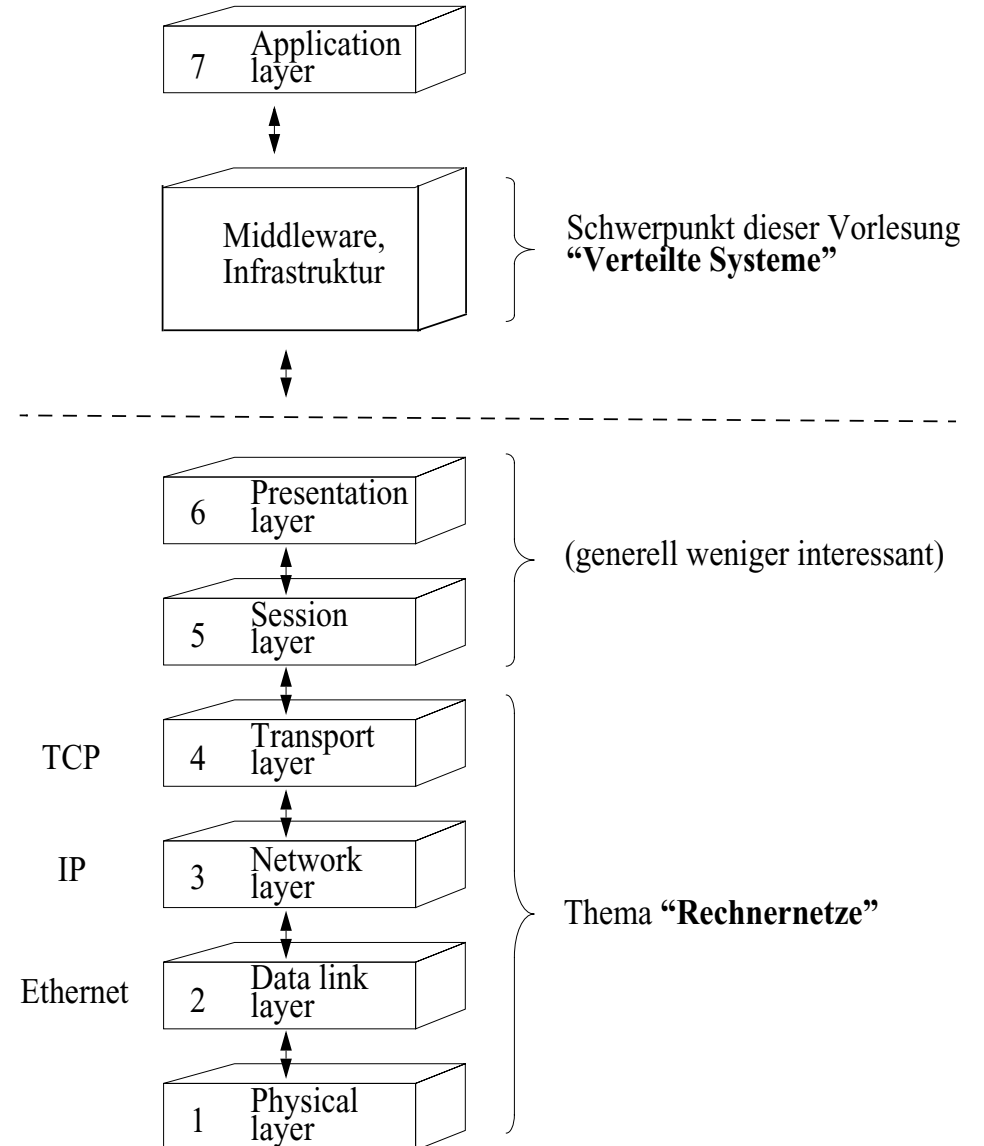 7 Application
layer
Middleware,
Infrastruktur
Schwerpunkt dieser Vorlesung
“Verteilte Systeme”
6 Presentation
layer
(generell weniger interessant)
5 Session
layer
TCP
4 Transport
layer
IP
3 Network
layer
Thema “Rechnernetze”
Ethernet
2 Data link
layer
1 Physical
layer